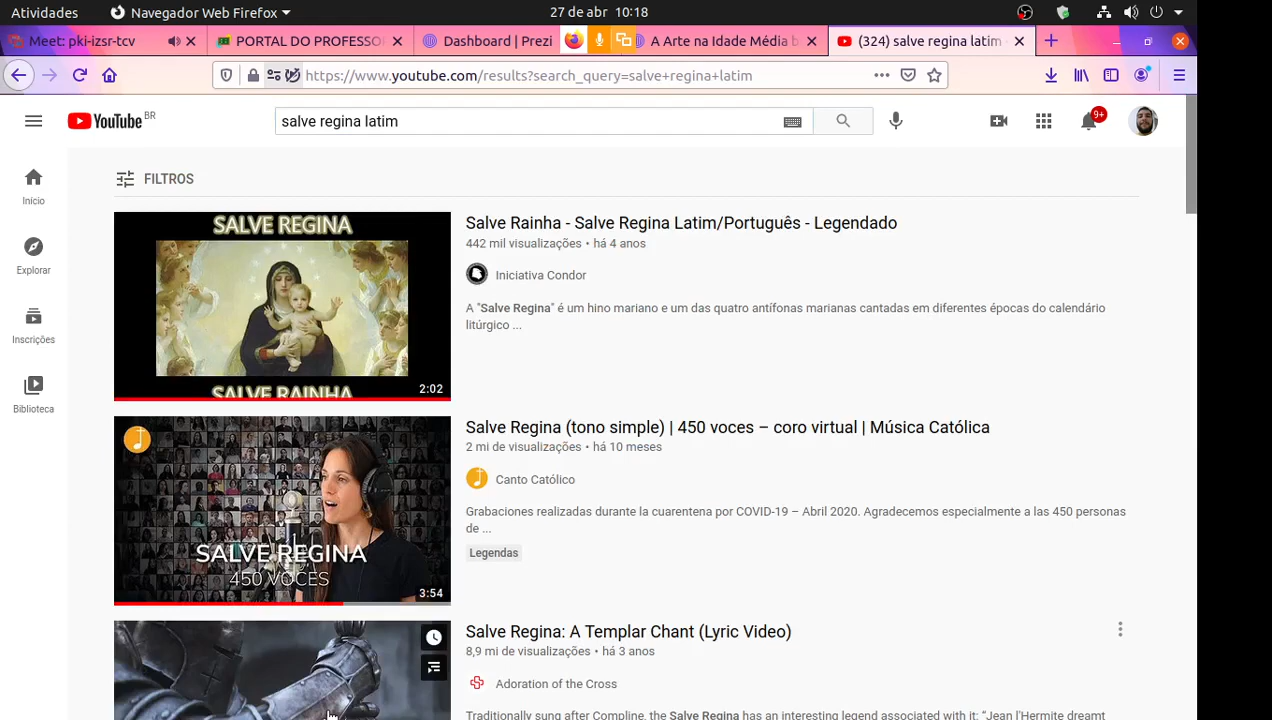 Atividades
Navegador Web Firefox
27 de abr 10:18
Meet: pki-izsr-tcv
PORTAL DO PROFESSO
Dashboard | Prezi
A Arte na Idade Média b
(324) salve regina latim
https://www.youtube.com/results?search_query=salve+regina+latim
YouTube BR
salve regina latim
9+
FILTROS
Início
Explorar
Inscrições
Biblioteca
SALVE REGINA
SALVE RAINHA
2:02
Salve Rainha - Salve Regina Latim/Português - Legendado
442 mil visualizações • há 4 anos
Iniciativa Condor
A "Salve Regina" é um hino mariano e um das quatro antífonas marianas cantadas em diferentes épocas do calendário
litúrgico ...
SALVE REGINA
450 VOCES
3:54
Salve Regina (tono simple) | 450 voces – coro virtual | Música Católica
2 mi de visualizações • há 10 meses
Canto Católico
Grabaciones realizadas durante la cuarentena por COVID-19 – Abril 2020. Agradecemos especialmente a las 450 personas
de ...
Legendas
Salve Regina: A Templar Chant (Lyric Video)
8,9 mi de visualizações • há 3 anos
Adoration of the Cross
Traditionally sung after Compline, the Salve Regina has an interesting legend associated with it: "Jean l'Hermite dreamt